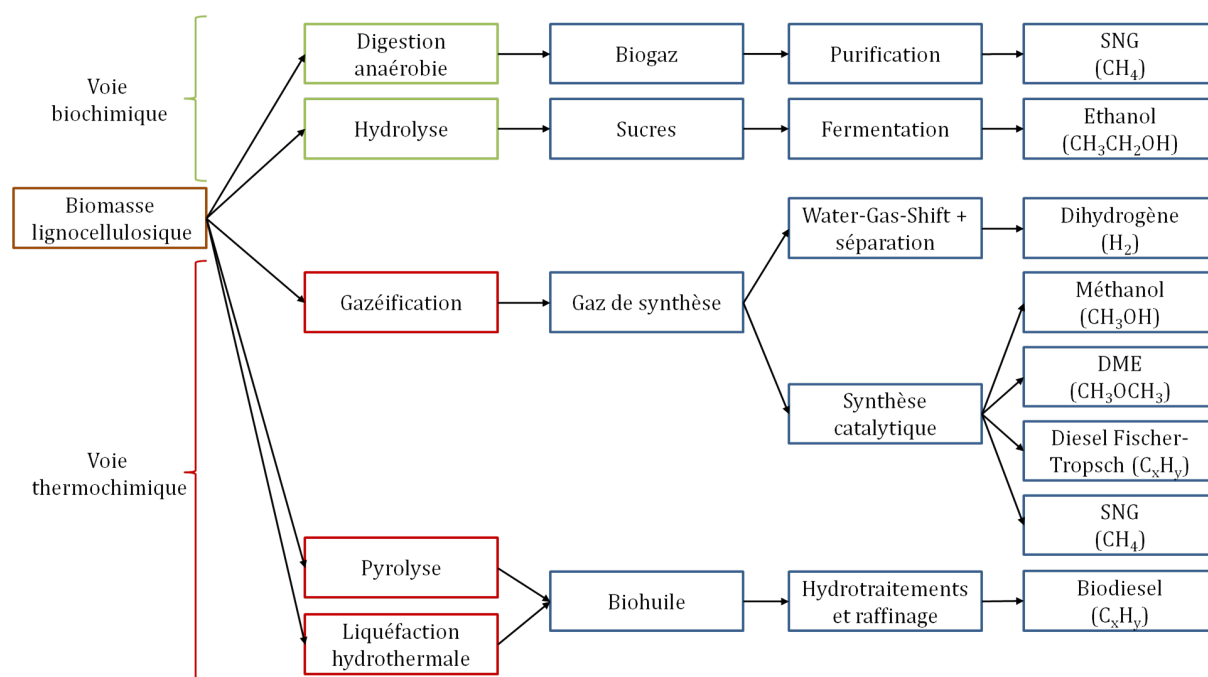 Voie
biochimique
Digestion
anaérobie
Biogaz
Purification
SNG
(CH₄)
Hydrolyse
Sucres
Fermentation
Ethanol
(CH₃CH₂OH)
Biomasse
lignocellulosique
Water-Gas-Shift +
séparation
Dihydrogène
(H₂)
Gazéification
Gaz de synthèse
Méthanol
(CH₃OH)
DME
(CH₃OCH₃)
Synthèse
catalytique
Diesel Fischer-
Tropsch (CₓHᵧ)
SNG
(CH₄)
Voie
thermochimique
Pyrolyse
Liquéfaction
hydrothermale
Biohuile
Hydrotraitements
et raffinage
Biodiesel
(CₓHᵧ)